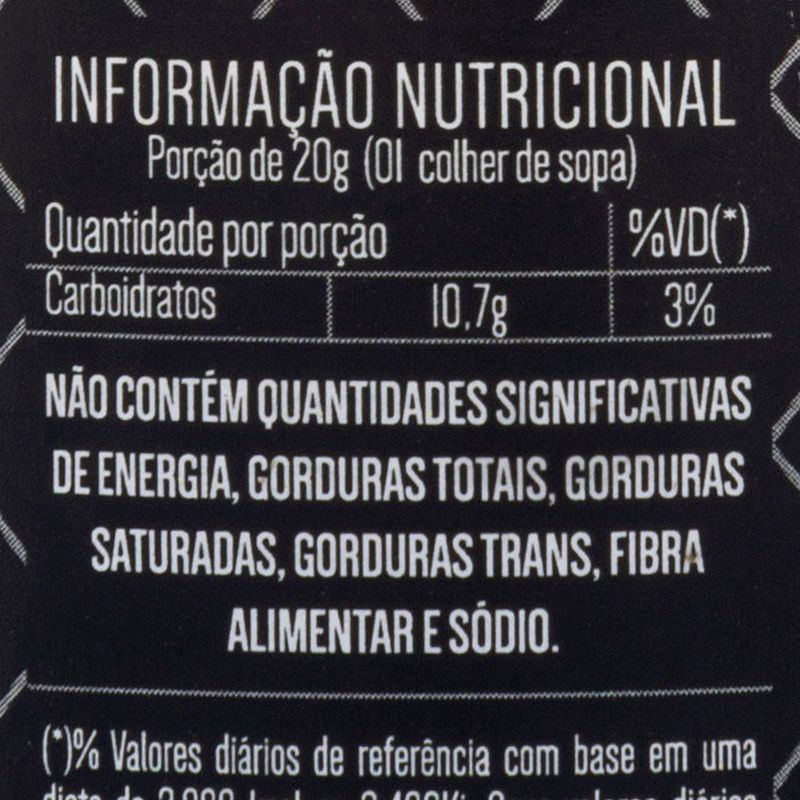 INFORMAÇÃO NUTRICIONAL
Porção de 20g (01 colher de sopa)
Quantidade por porção %VD(*)
Carboidratos 10,7g 3%
NÃO CONTÉM QUANTIDADES SIGNIFICATIVAS
DE ENERGIA, GORDURAS TOTAIS, GORDURAS
SATURADAS, GORDURAS TRANS, FIBRA
ALIMENTAR E SÓDIO.
(*)% Valores diários de referência com base em uma